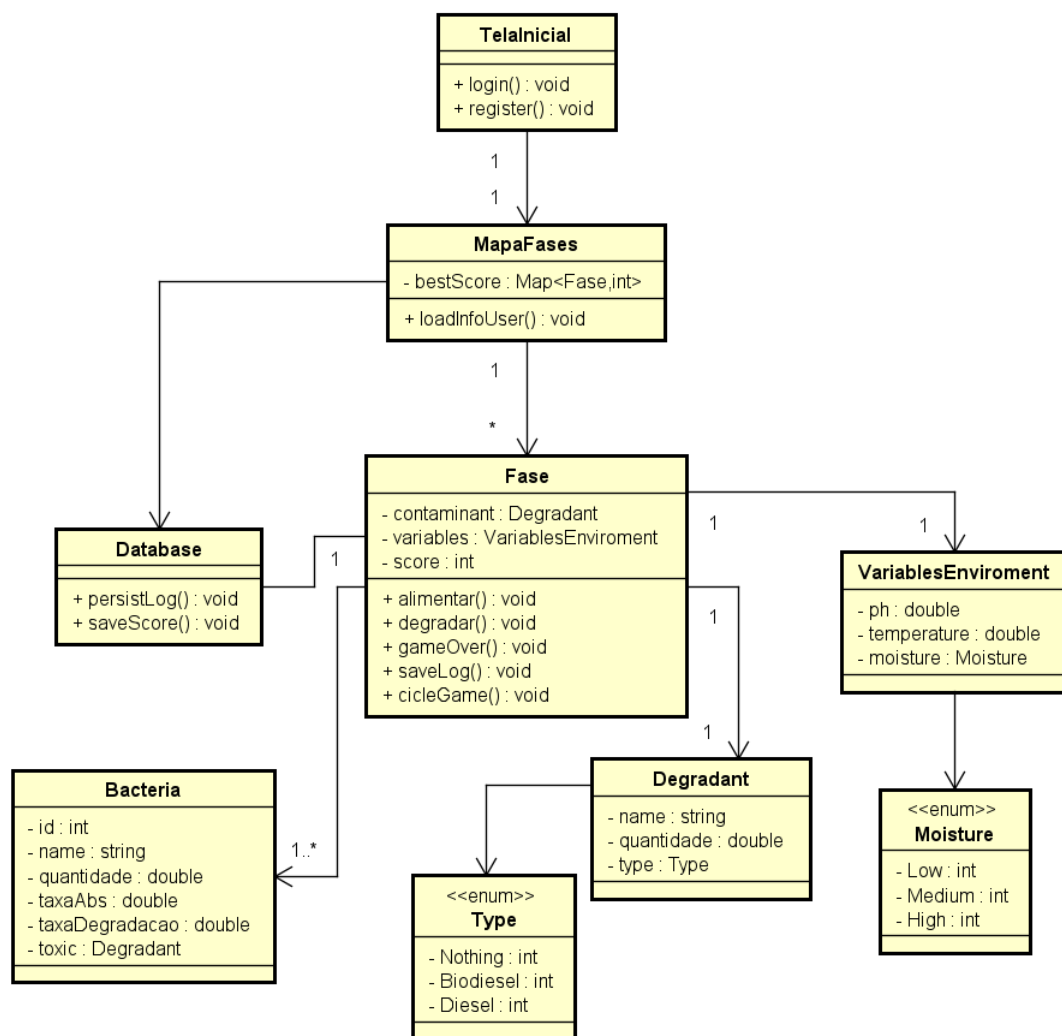 TelaInicial
+ login() : void
+ register() : void
1
1
MapaFases
- bestScore : Map<Fase,int>
+ loadInfoUser() : void
1
*
Fase
- contaminant : Degradant
- variables : VariablesEnviroment
- score : int
+ alimentar() : void
+ degradar() : void
+ gameOver() : void
+ saveLog() : void
+ cicleGame() : void
1
1
Database
+ persistLog() : void
+ saveScore() : void
1
VariablesEnviroment
- ph : double
- temperature : double
- moisture : Moisture
1
1
Bacteria
- id : int
- name : string
- quantidade : double
- taxaAbs : double
- taxaDegradacao : double
- toxic : Degradant
1..*
Degradant
- name : string
- quantidade : double
- type : Type
<<enum>>
Type
- Nothing : int
- Biodiesel : int
- Diesel : int
<<enum>>
Moisture
- Low : int
- Medium : int
- High : int